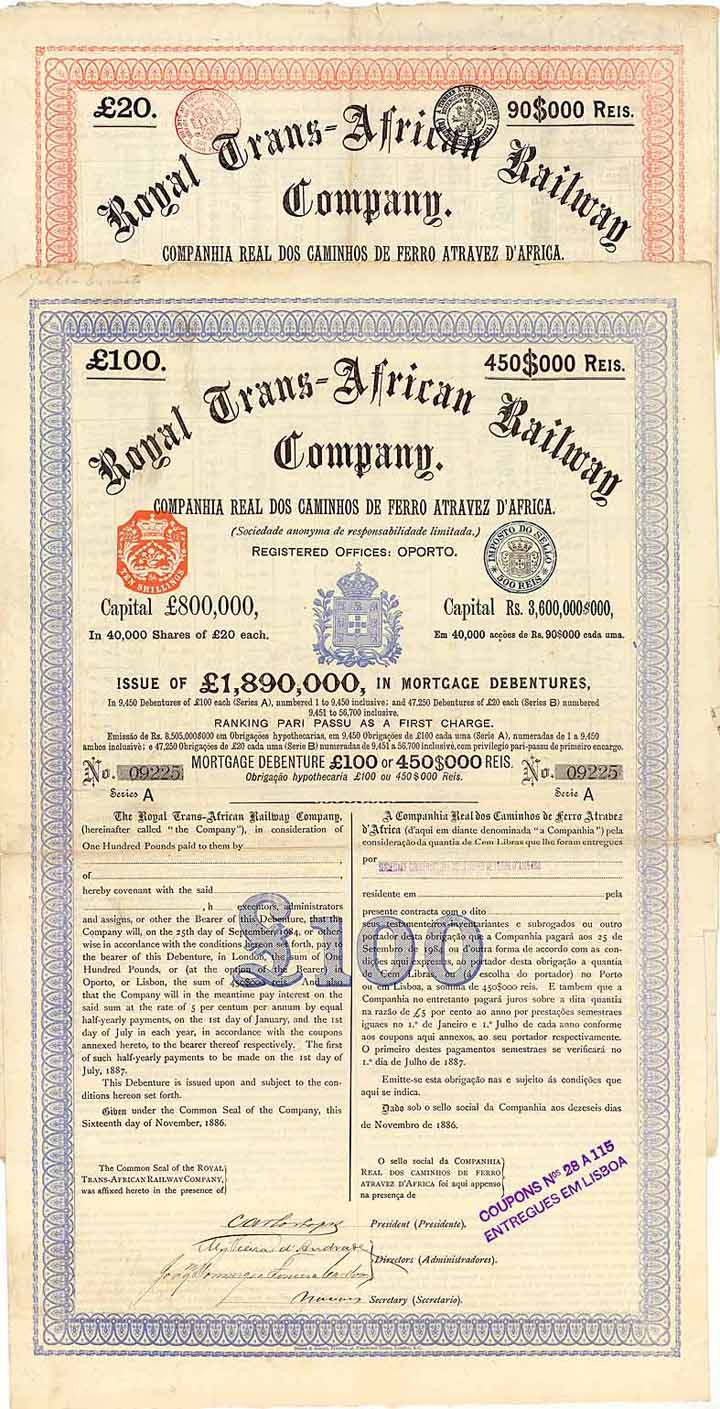 £20.
90$000 REIS.
Royal Trans-African Railway
Company.
COMPANHIA REAL DOS CAMINHOS DE FERRO ATRAVEZ D'AFRICA.
£100.
450$000 REIS.
Royal Trans-African Railway
Company.
COMPANHIA REAL DOS CAMINHOS DE FERRO ATRAVEZ D'AFRICA.
(Sociedade anonyma de responsabilidade limitada.)
REGISTERED OFFICES: OPORTO.
TEN SHILLINGS
IMPOSTO DO SELLO
500 REIS
Capital £800,000,
In 40,000 Shares of £20 each.
Capital Rs. 3,600,000$000,
Em 40,000 acções de Rs. 90$000 cada uma.
ISSUE OF £1,890,000, IN MORTGAGE DEBENTURES,
In 9,450 Debentures of £100 each (Series A), numbered 1 to 9,450 inclusive; and 47,250 Debentures of £20 each (Series B) numbered
9,451 to 56,700 inclusive.
RANKING PARI PASSU AS A FIRST CHARGE.
Emissão de Rs. 8,505,000$000 em Obrigações hypothecarias, em 9,450 Obrigações de £100 cada uma (Serie A), numeradas de 1 a 9,450
ambos inclusivè; e 47,250 Obrigações de £20 cada uma (Serie B) numeradas de 9,451 a 56,700 inclusivè, com privilegio pari-passu de primeiro encargo.
MORTGAGE DEBENTURE £100 or 450$000 REIS.
Obrigação hypothecaria £100 ou 450$000 Reis.
No. 09225
Series A
No. 09225
Serie A
The Royal Trans-African Railway Company,
(hereinafter called "the Company"), in consideration of
One Hundred Pounds paid to them by
of
hereby covenant with the said
, h executors, administrators
and assigns, or other the Bearer of this Debenture, that the
Company will, on the 25th day of September, 1984, or other-
wise in accordance with the conditions hereon set forth, pay to
the bearer of this Debenture, in London, the sum of One
Hundred Pounds, or (at the option of the bearer) in
Oporto, or Lisbon, the sum of 450$000 reis. And also
that the Company will in the meantime pay interest on the
said sum at the rate of 5 per centum per annum by equal
half-yearly payments, on the 1st day of January, and the 1st
day of July in each year, in accordance with the coupons
annexed hereto, to the bearer thereof respectively. The first
of such half-yearly payments to be made on the 1st day of
July, 1887.
This Debenture is issued upon and subject to the con-
ditions hereon set forth.
Given under the Common Seal of the Company, this
Sixteenth day of November, 1886.
A Companhia Real dos Caminhos de Ferro Atravez
d'Africa (d'aqui em diante denominada "a Companhia") pela
consideração da quantia de Cem Libras que lhe foram entregues
por
residente em pela
presente contracta com o dito
seus testamenteiros, e subrogados ou outro
portador desta obrigação que a Companhia pagará aos 25 de
Setembro de 1984 ou d'outra forma de acordo com as con-
dições aqui expressas, ao portador desta obrigação a quantia
de Cem Libras, ou (á escolha do portador) no Porto
ou em Lisboa, a somma de 450$000 reis. E tambem que a
Companhia no entretanto pagará juros sobre a dita quantia
na razão de £5 por cento ao anno por prestações semestraes
iguaes no 1.º de Janeiro e 1.º Julho de cada anno conforme
aos coupons aqui annexos, ao seu portador respectivamente.
O primeiro destes pagamentos semestraes se verificará no
1.º dia de Julho de 1887.
Emitte-se esta obrigação nas e sujeito ás condições que
aqui se indica.
Dado sob o sello social da Companhia aos dezeseis dias
de Novembro de 1886.
£100
The Common Seal of the ROYAL
TRANS-AFRICAN RAILWAY COMPANY,
was affixed hereto in the presence of
O sello social da COMPANHIA
REAL DOS CAMINHOS DE FERRO
ATRAVEZ D'AFRICA foi aqui appenso
na presença de
COUPONS Nos 28 A 115
ENTREGUES EM LISBOA
President (Presidente).
Directors (Administradores).
Secretary (Secretario).